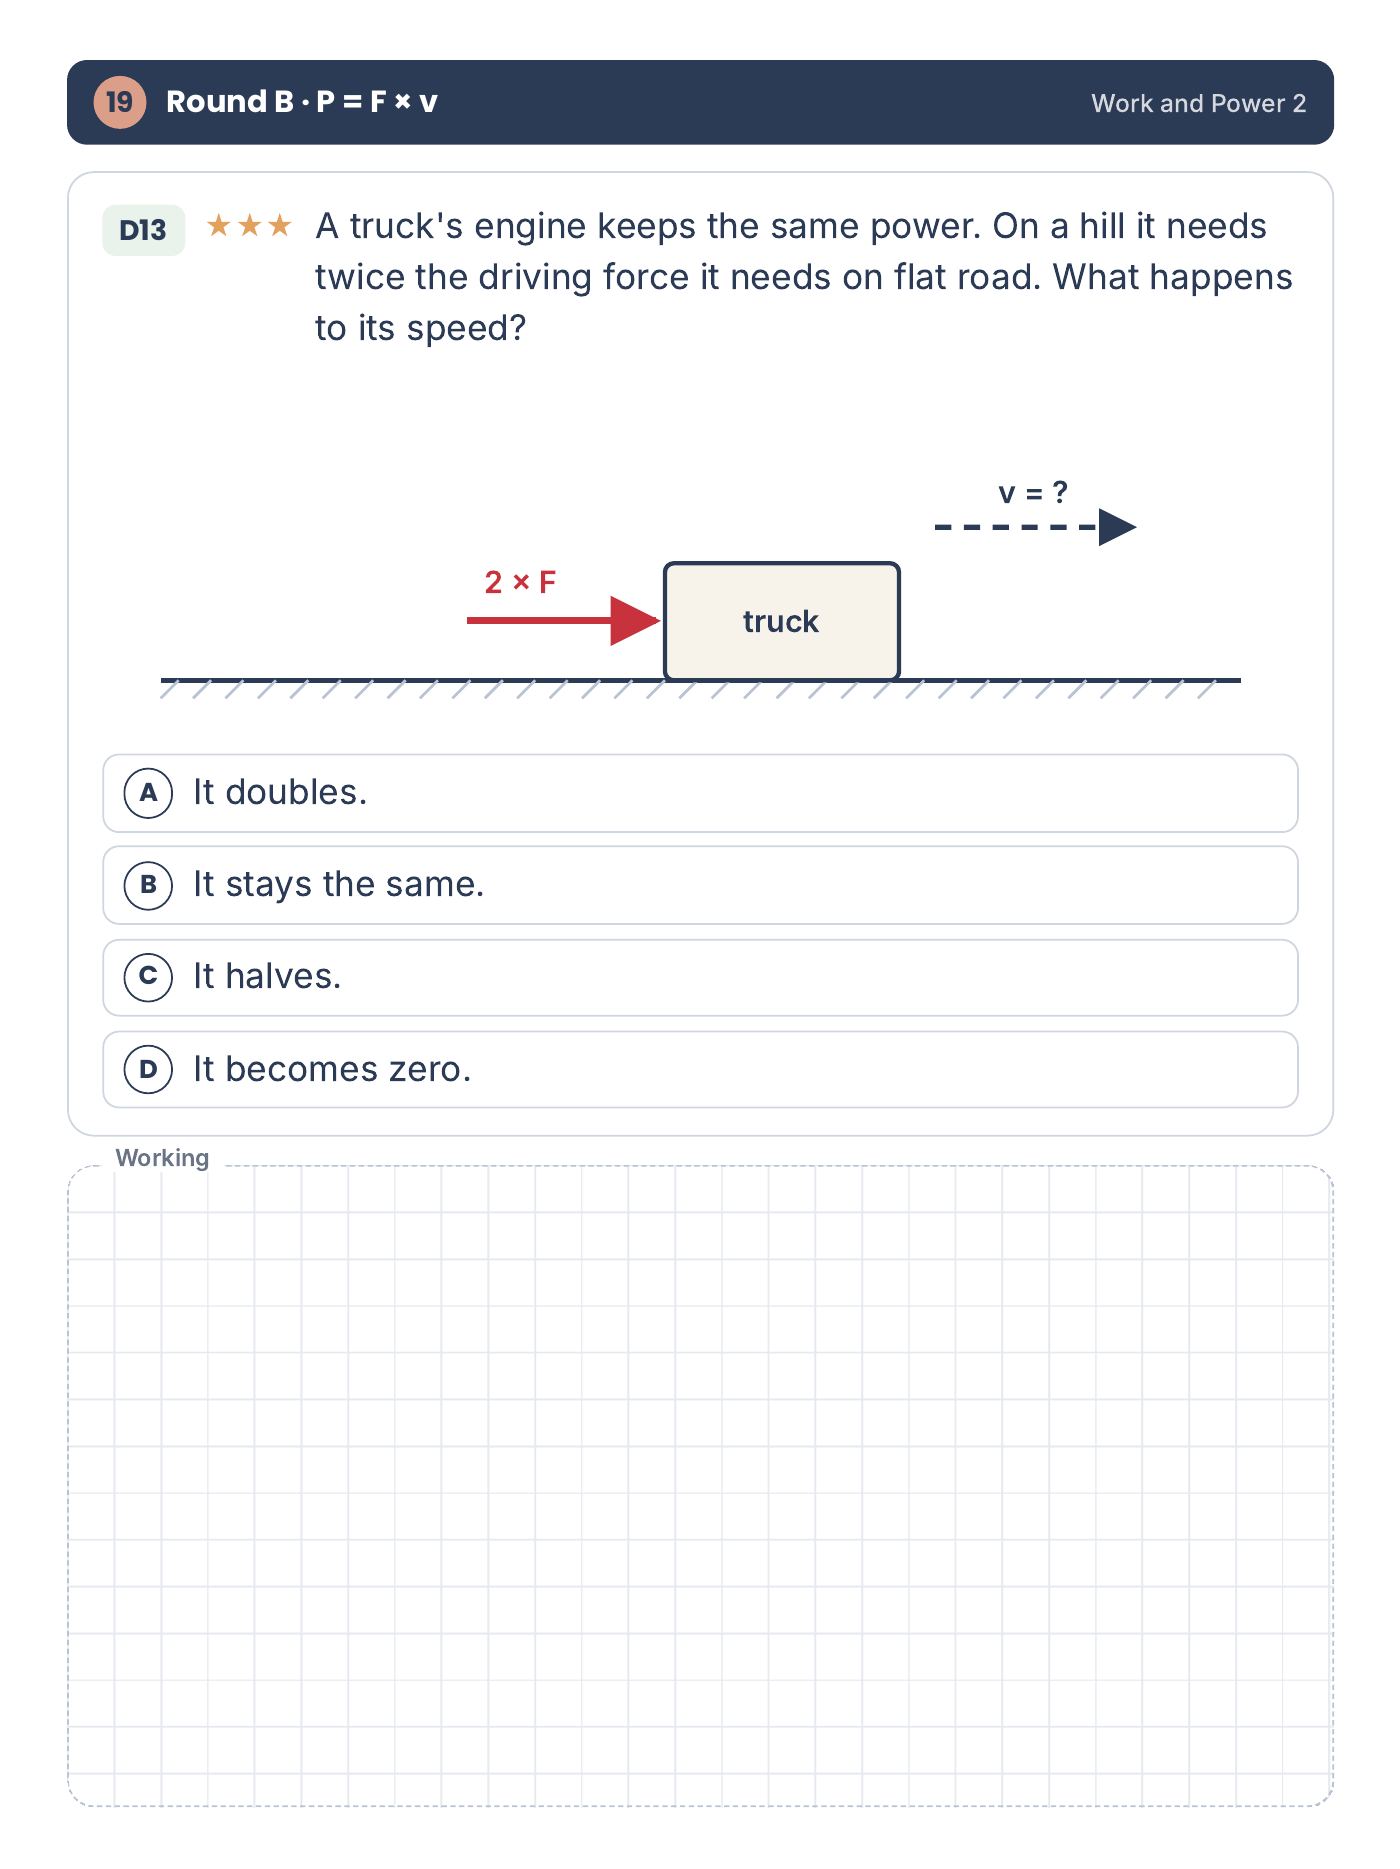 19 Round B · P = F × v
Work and Power 2
D13 ★★★ A truck's engine keeps the same power. On a hill it needs
twice the driving force it needs on flat road. What happens
to its speed?
v = ?
2 × F
truck
A It doubles.
B It stays the same.
C It halves.
D It becomes zero.
Working